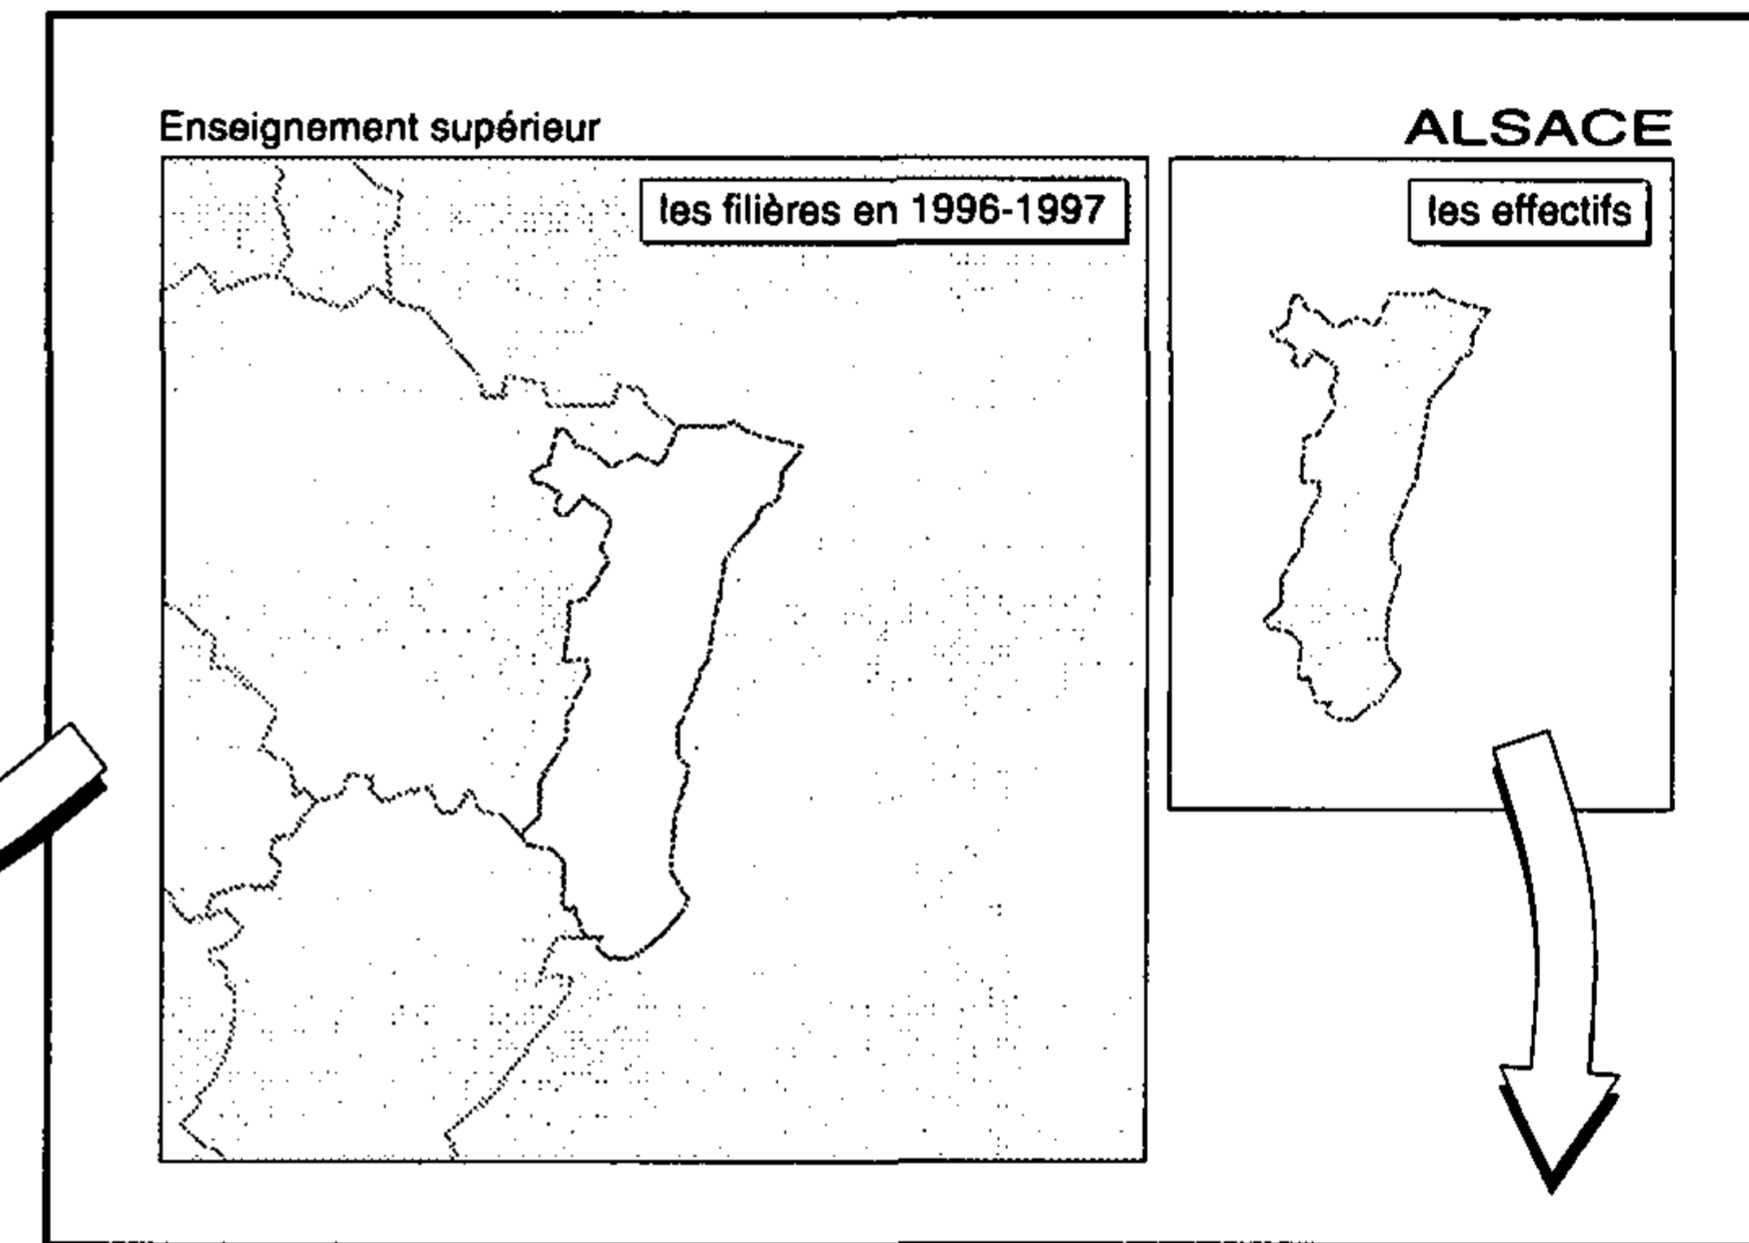 Enseignement supérieur
ALSACE
les filières en 1996-1997
les effectifs